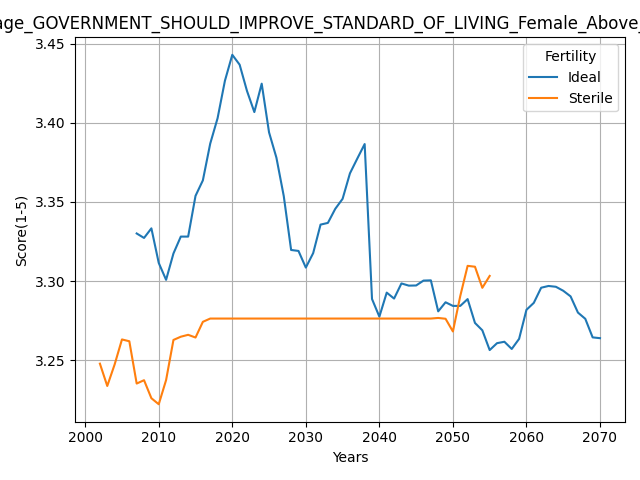 age_GOVERNMENT_SHOULD_IMPROVE_STANDARD_OF_LIVING_Female_Above_
3.45
3.40
3.35
3.30
3.25
Score(1-5)
Fertility
Ideal
Sterile
2000 2010 2020 2030 2040 2050 2060 2070
Years